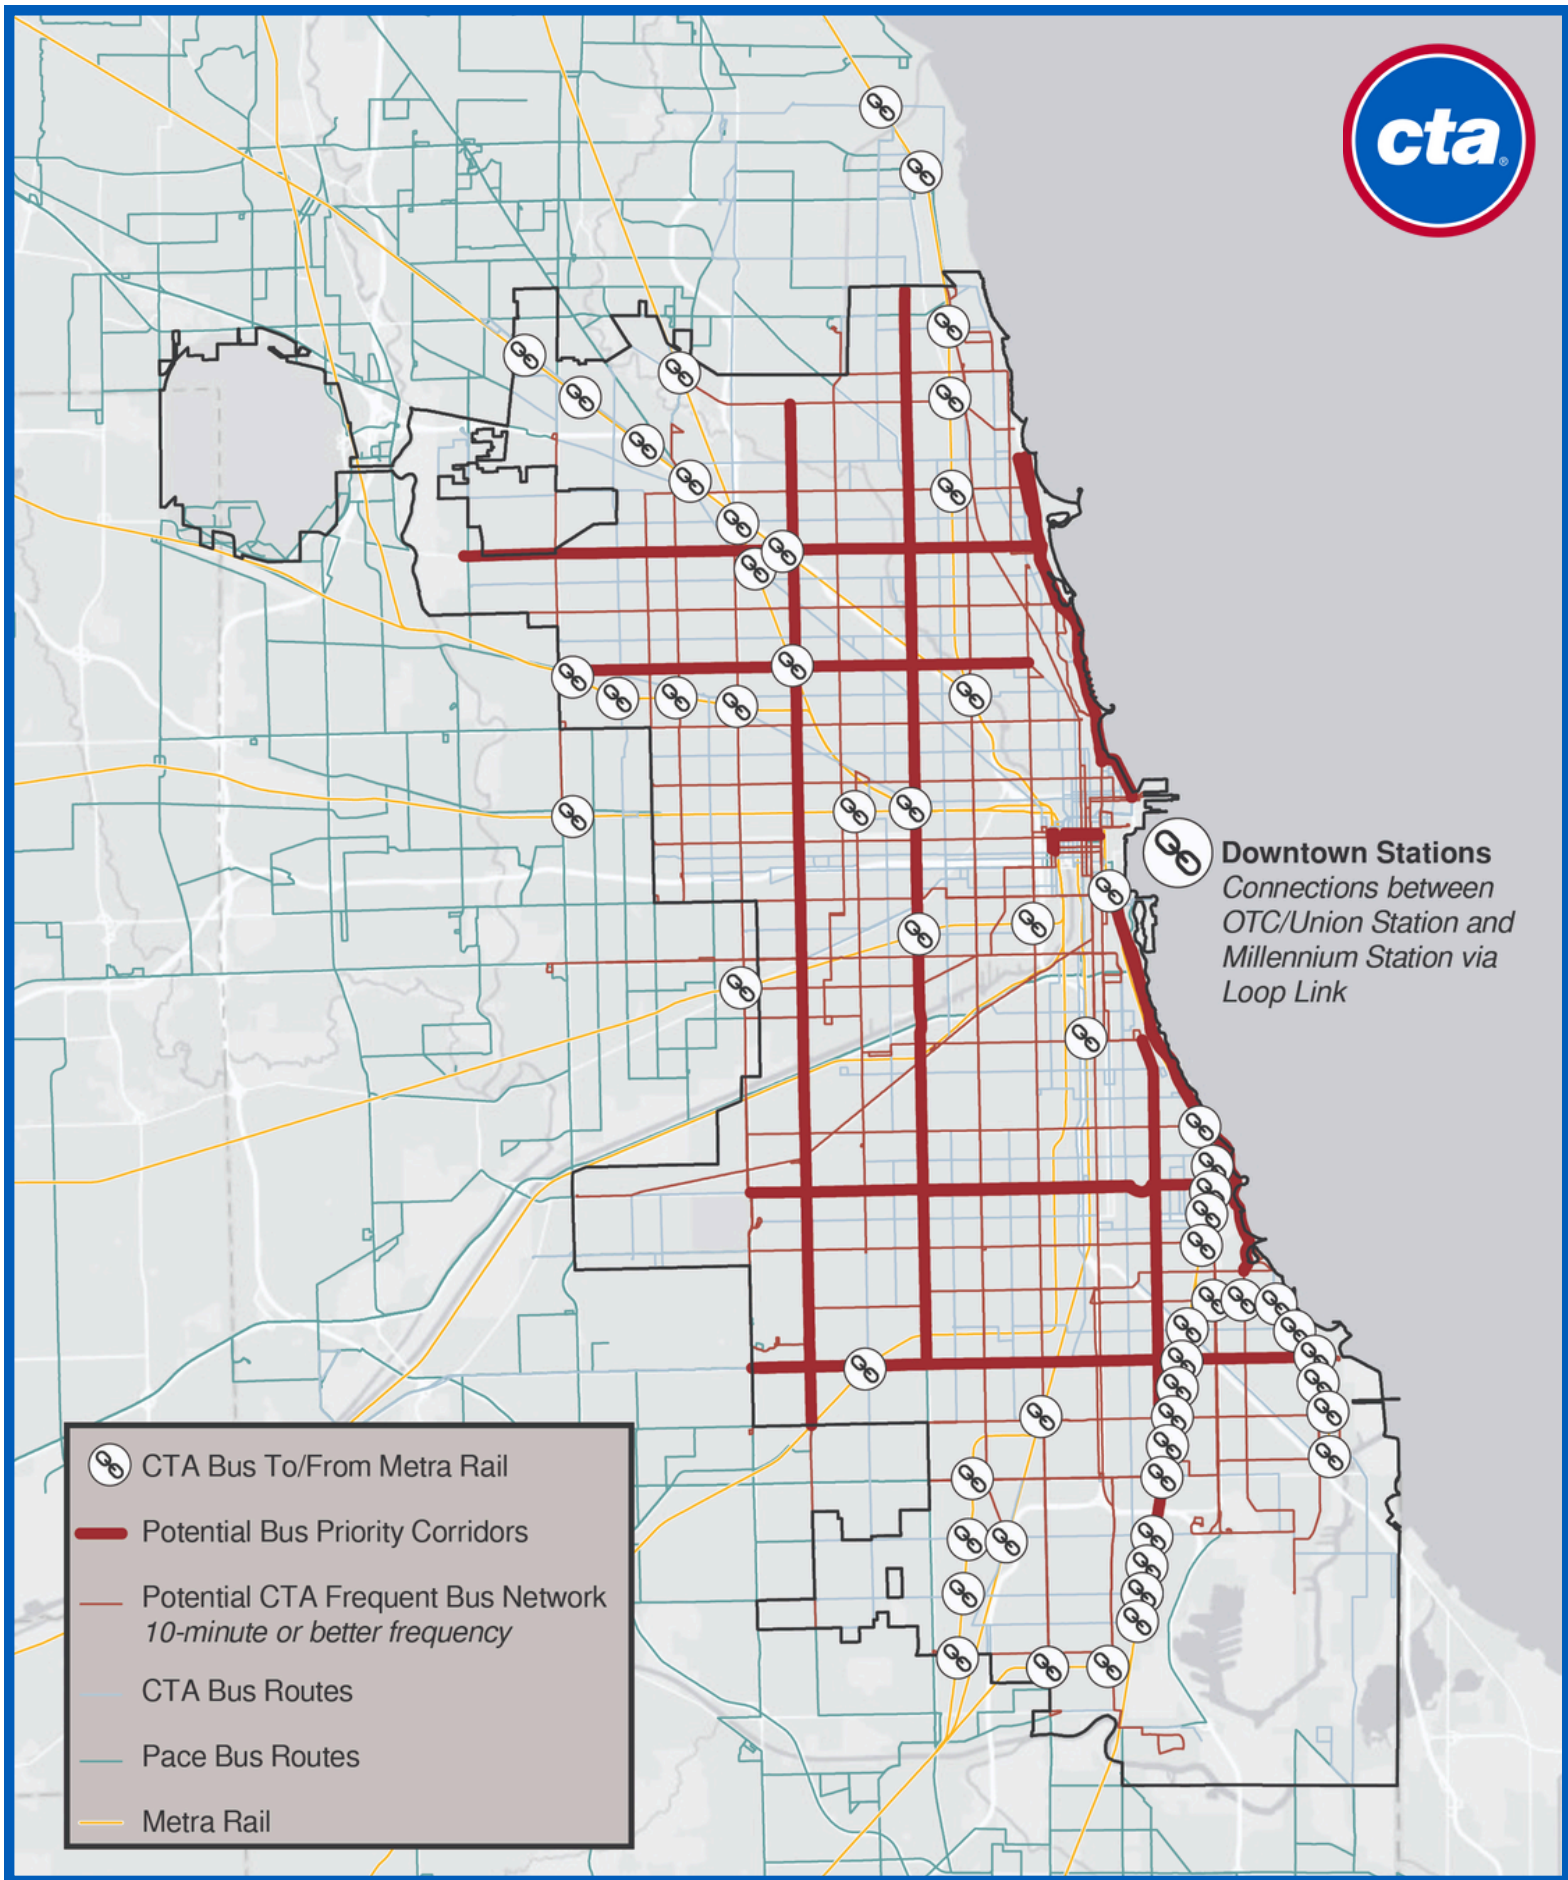 cta®
Downtown Stations
Connections between
OTC/Union Station and
Millennium Station via
Loop Link
CTA Bus To/From Metra Rail
Potential Bus Priority Corridors
Potential CTA Frequent Bus Network
10-minute or better frequency
CTA Bus Routes
Pace Bus Routes
Metra Rail